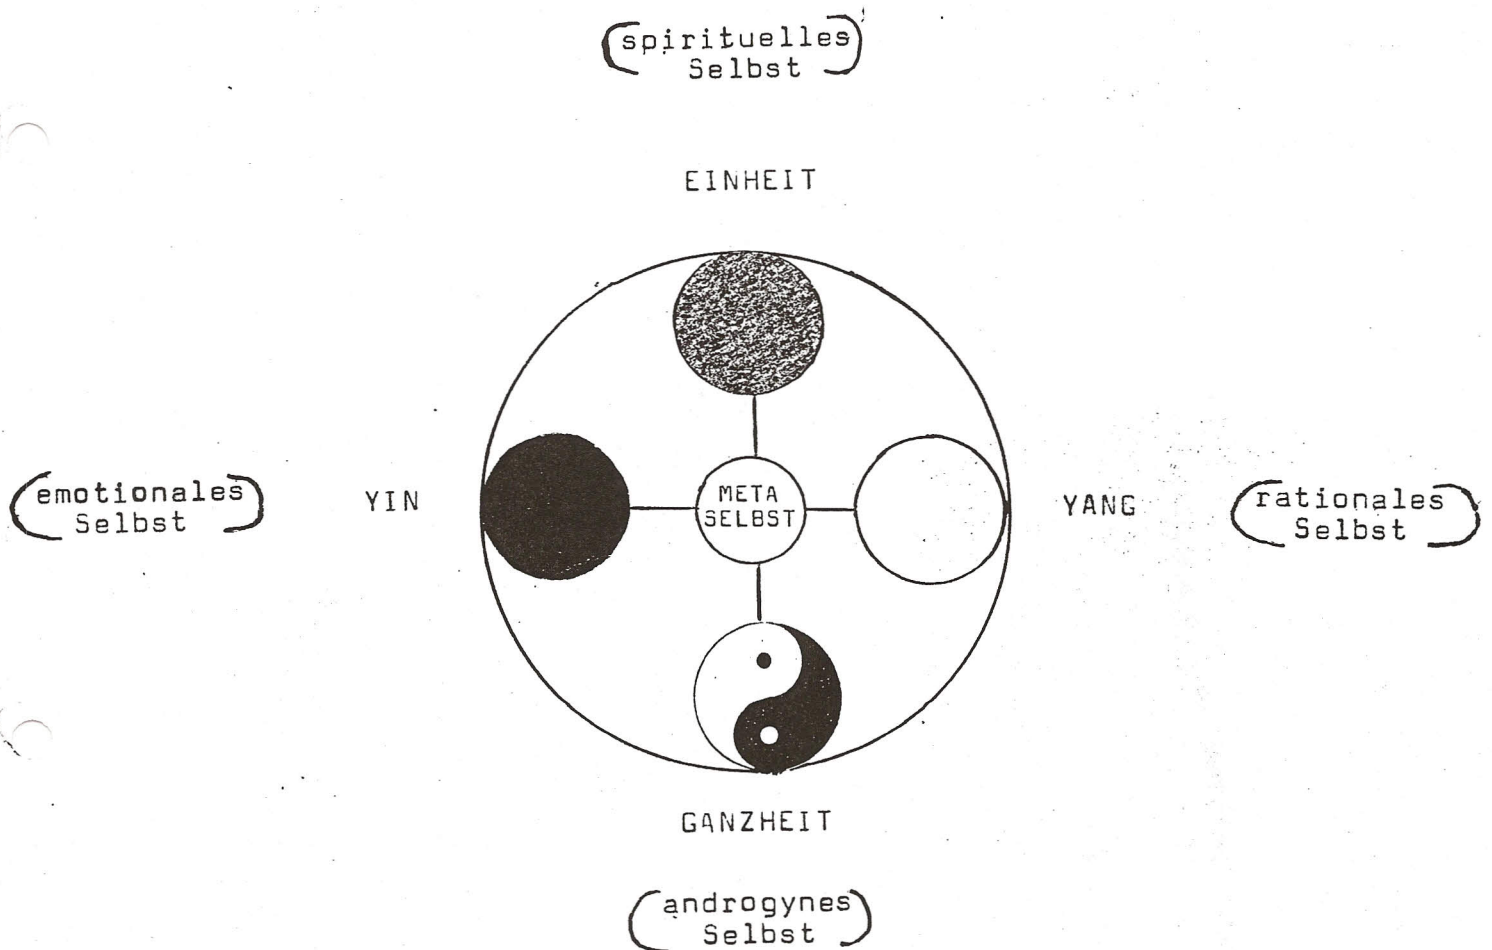 (spirituelles
Selbst)
EINHEIT
(emotionales
Selbst)
YIN
META
SELBST
YANG
(rationales
Selbst)
GANZHEIT
(androgynes
Selbst)